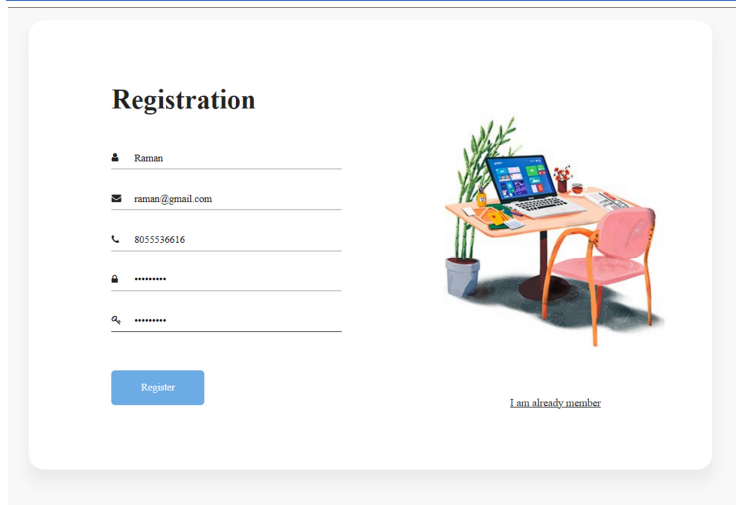 Registration
Raman
raman@gmail.com
8055536616
•••••••••
•••••••••
Register
I am already member